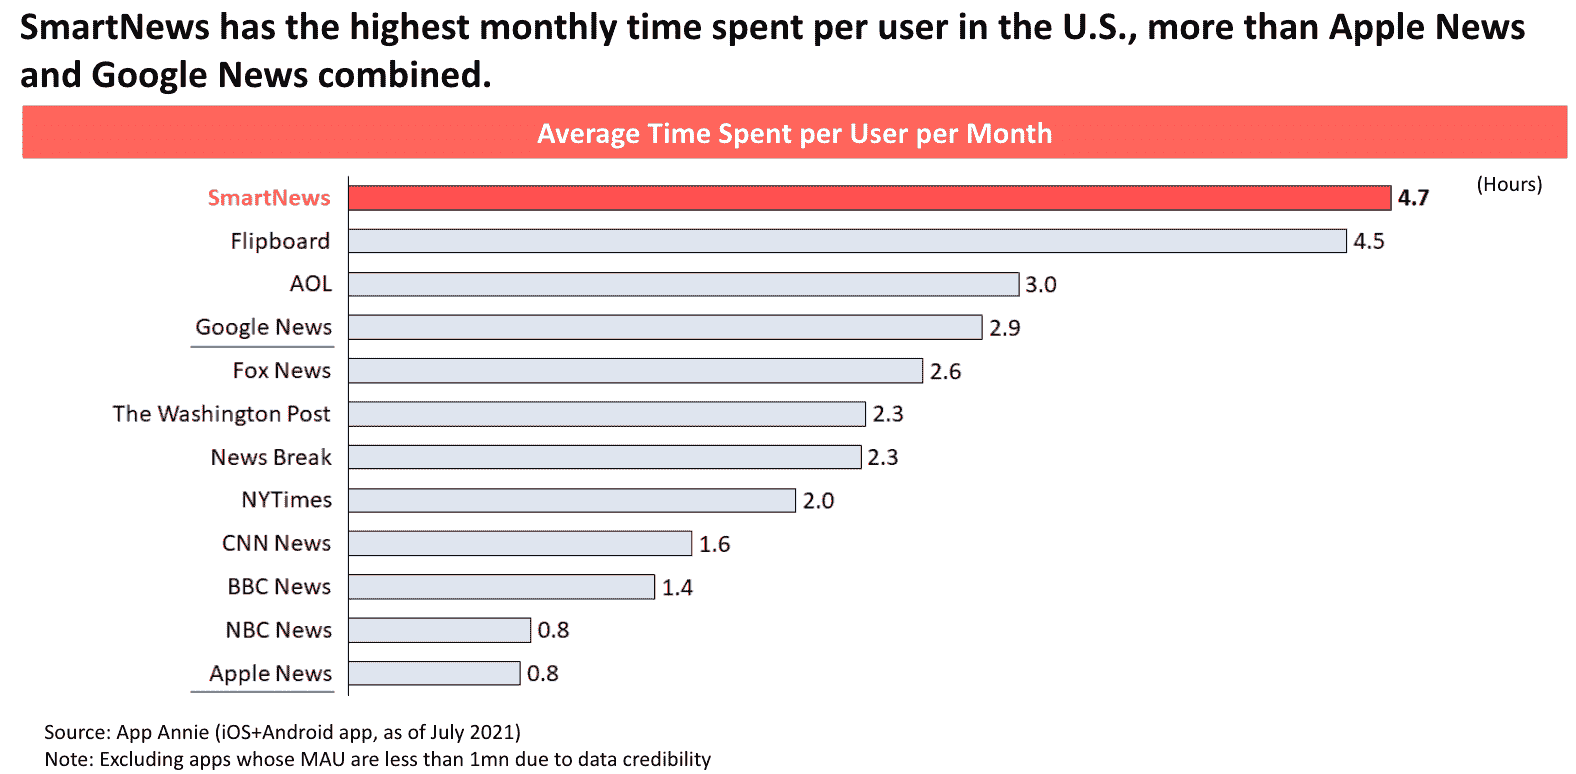 SmartNews has the highest monthly time spent per user in the U.S., more than Apple News
and Google News combined.
Average Time Spent per User per Month
(Hours)
SmartNews 4.7
Flipboard 4.5
AOL 3.0
Google News 2.9
Fox News 2.6
The Washington Post 2.3
News Break 2.3
NYTimes 2.0
CNN News 1.6
BBC News 1.4
NBC News 0.8
Apple News 0.8
Source: App Annie (iOS+Android app, as of July 2021)
Note: Excluding apps whose MAU are less than 1mn due to data credibility